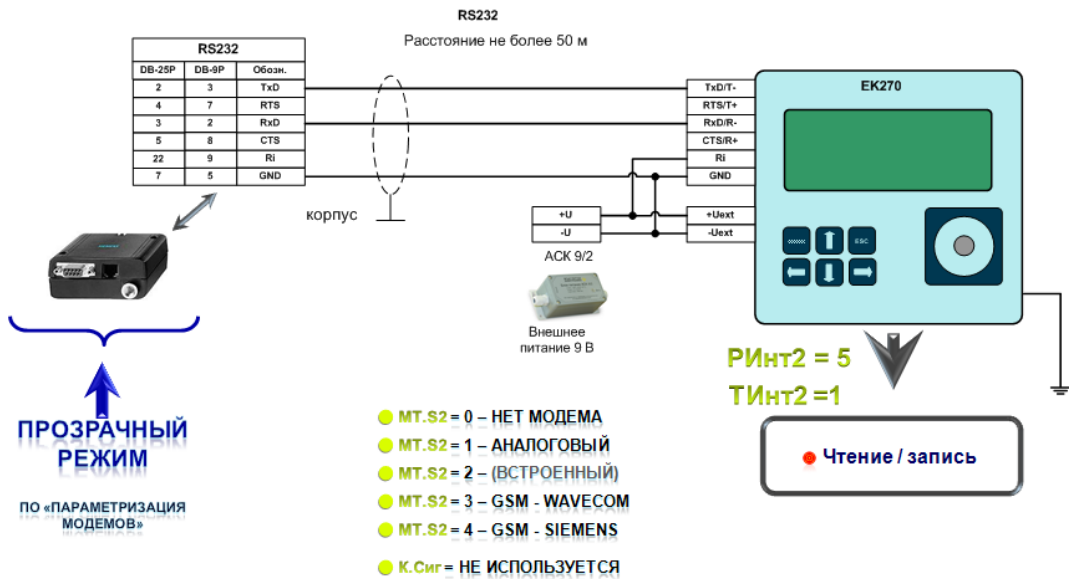 RS232
Расстояние не более 50 м
RS232
DB-25P DB-9P Обозн.
2 3 TxD
4 7 RTS
3 2 RxD
5 8 CTS
22 9 Ri
7 5 GND
корпус
TxD/T-
RTS/T+
RxD/R-
CTS/R+
Ri
GND
+Uext
-Uext
+U
-U
АСК 9/2
Внешнее
питание 9 В
EK270
ESC
РИнт2 = 5
ТИнт2 =1
Чтение / запись
ПРОЗРАЧНЫЙ
РЕЖИМ
ПО «ПАРАМЕТРИЗАЦИЯ
МОДЕМОВ»
МТ.S2 = 0 – НЕТ МОДЕМА
МТ.S2 = 1 – АНАЛОГОВЫЙ
МТ.S2 = 2 – (ВСТРОЕННЫЙ)
МТ.S2 = 3 – GSM - WAVECOM
МТ.S2 = 4 – GSM - SIEMENS
К.Сиг = НЕ ИСПОЛЬЗУЕТСЯ